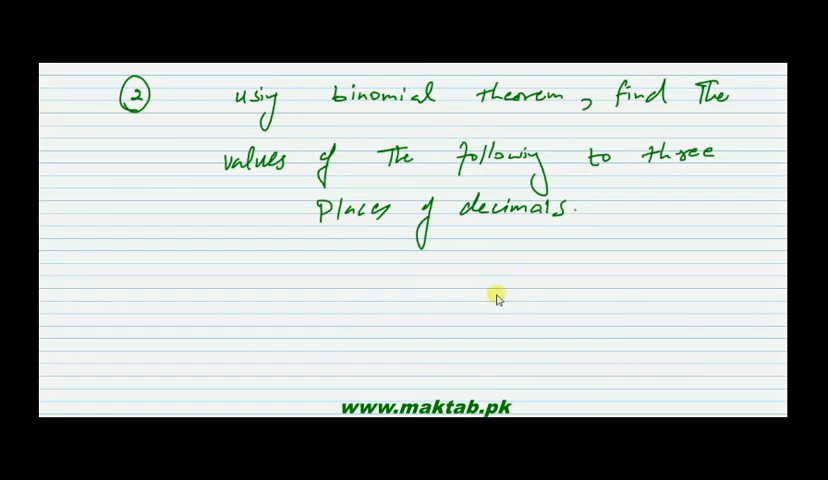 2 using binomial theorem, find The
values of The following to three
places of decimals.
www.maktab.pk